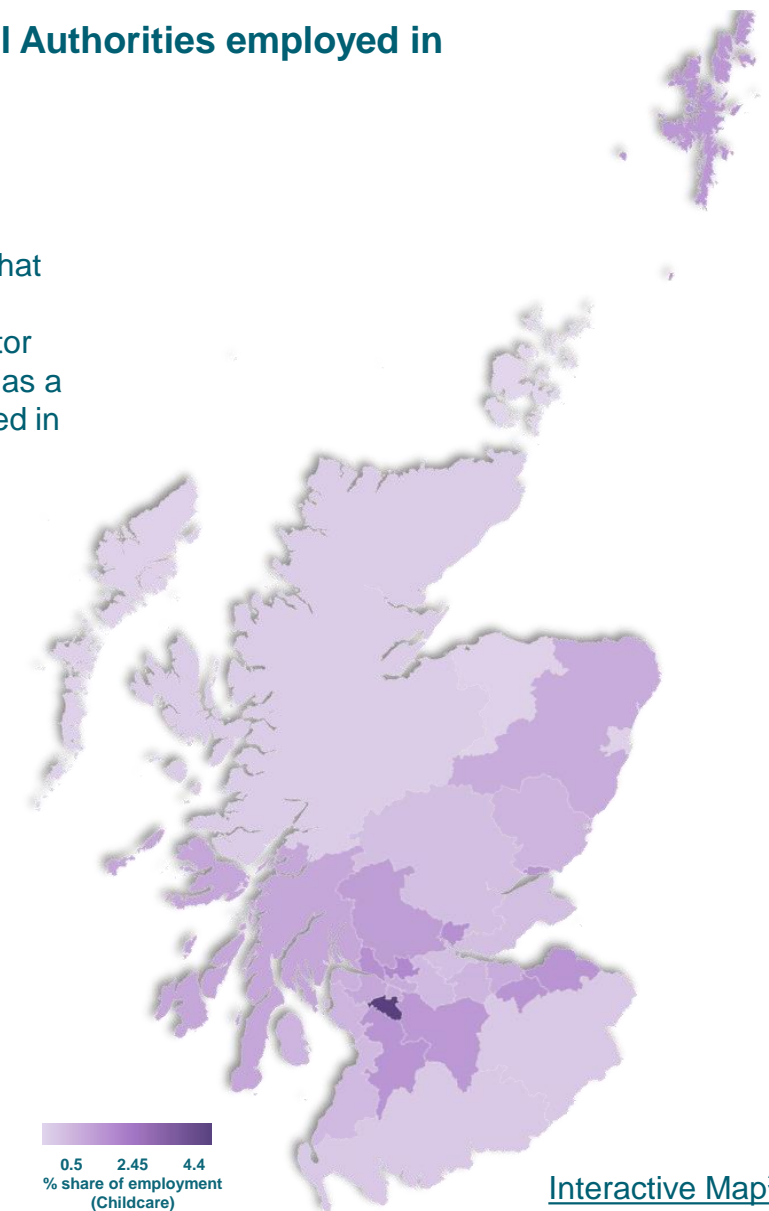 l Authorities employed in
hat
tor
as a
ed in
0.5 2.45 4.4
% share of employment
(Childcare)
Interactive Map